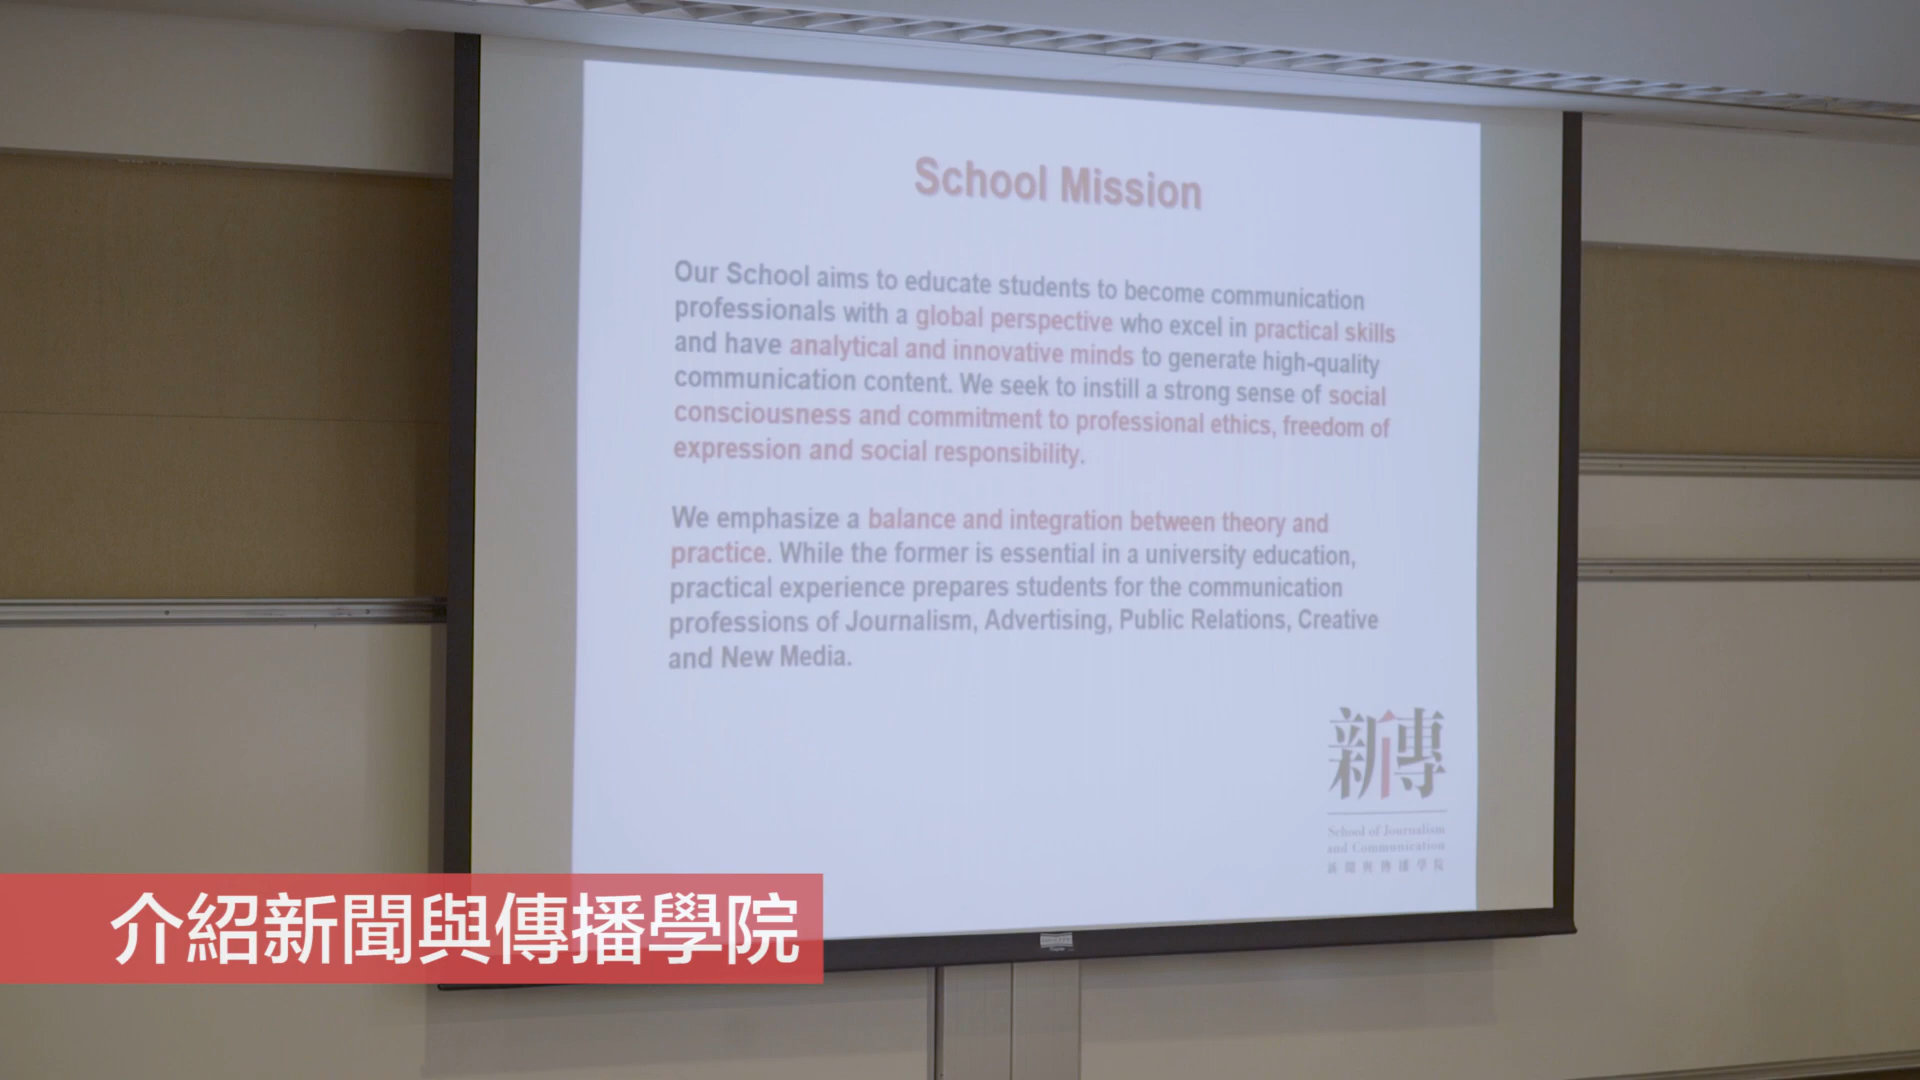 School Mission
Our School aims to educate students to become communication
professionals with a global perspective who excel in practical skills
and have analytical and innovative minds to generate high-quality
communication content. We seek to instill a strong sense of social
consciousness and commitment to professional ethics, freedom of
expression and social responsibility.
We emphasize a balance and integration between theory and
practice. While the former is essential in a university education,
practical experience prepares students for the communication
professions of Journalism, Advertising, Public Relations, Creative
and New Media.
新傳
School of Journalism
and Communication
新聞與傳播學院
介紹新聞與傳播學院